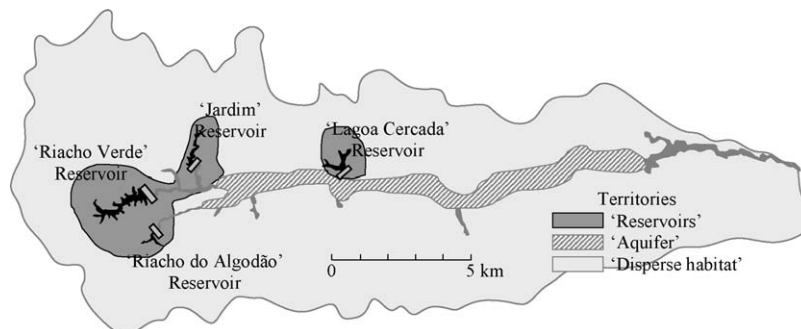 'Jardim'
Reservoir
'Lagoa Cercada'
Reservoir
'Riacho Verde'
Reservoir
'Riacho do Algodão'
Reservoir
0
5 km
Territories
'Reservoirs'
'Aquifer'
'Disperse habitat'